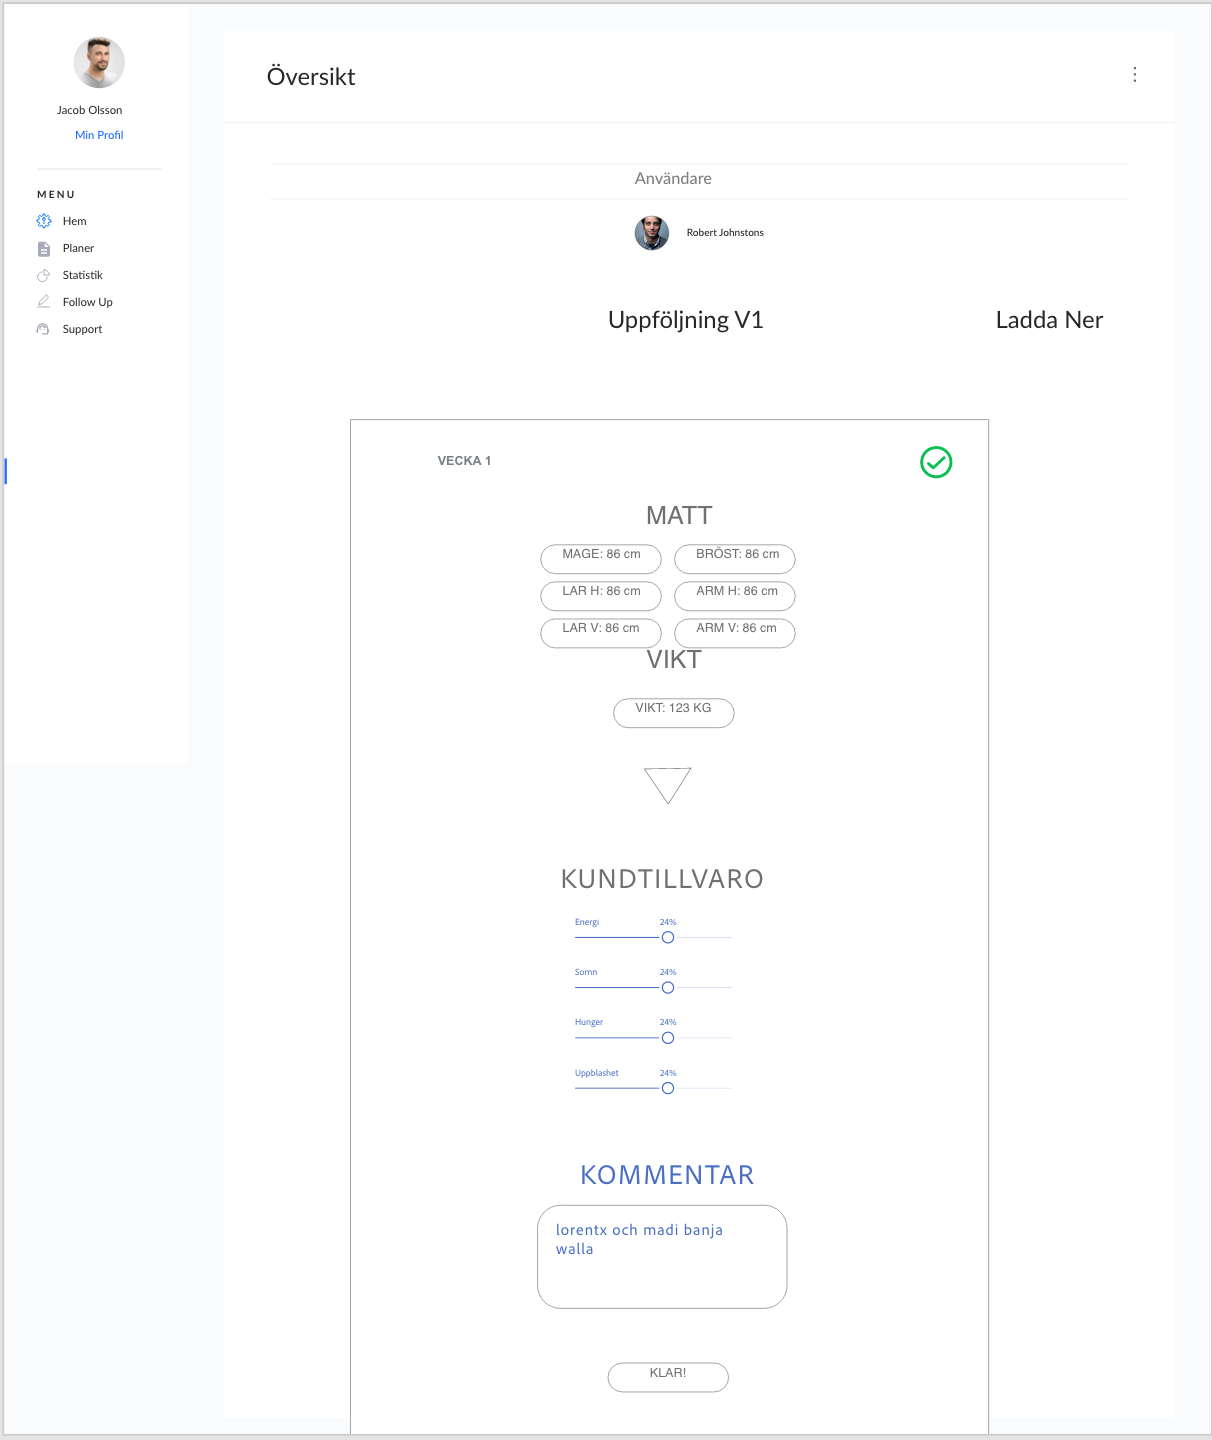 Jacob Olsson
Min Profil
MENU
Hem
Planer
Statistik
Follow Up
Support
Översikt
Användare
Robert Johnstons
Uppföljning V1
Ladda Ner
VECKA 1
MATT
MAGE: 86 cm
BRÖST: 86 cm
LAR H: 86 cm
ARM H: 86 cm
LAR V: 86 cm
ARM V: 86 cm
VIKT
VIKT: 123 KG
KUNDTILLVARO
Energi 24%
Somn 24%
Hunger 24%
Uppblashet 24%
KOMMENTAR
lorentx och madi banja
walla
KLAR!